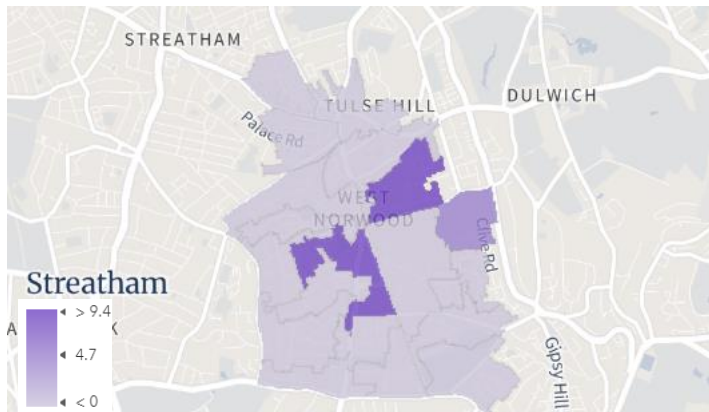 STREATHAM
DULWICH
TULSE HILL
Palace Rd
WEST
NORWOOD
Clive Rd
Streatham
> 9.4
4.7
< 0
Gipsy Hill